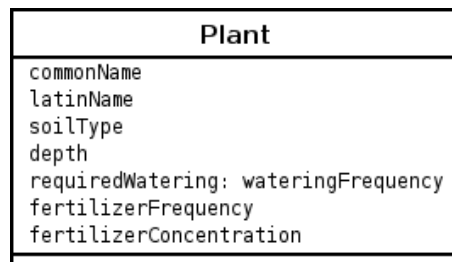 Plant
commonName
latinName
soilType
depth
requiredWatering: wateringFrequency
fertilizerFrequency
fertilizerConcentration